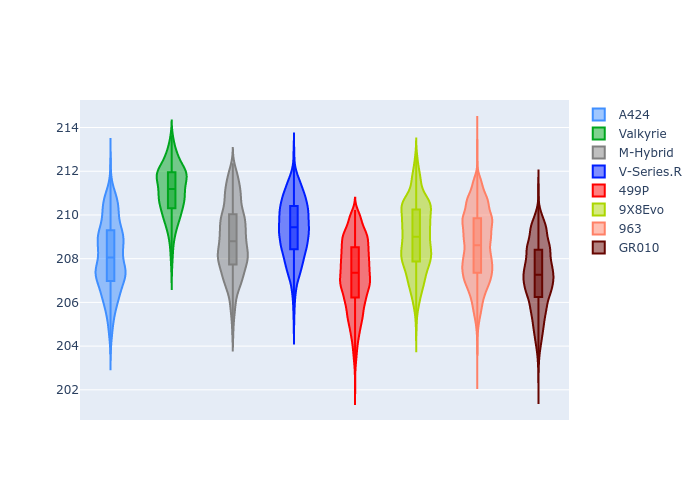 214
212
210
208
206
204
202
A424
Valkyrie
M-Hybrid
V-Series.R
499P
9X8Evo
963
GR010